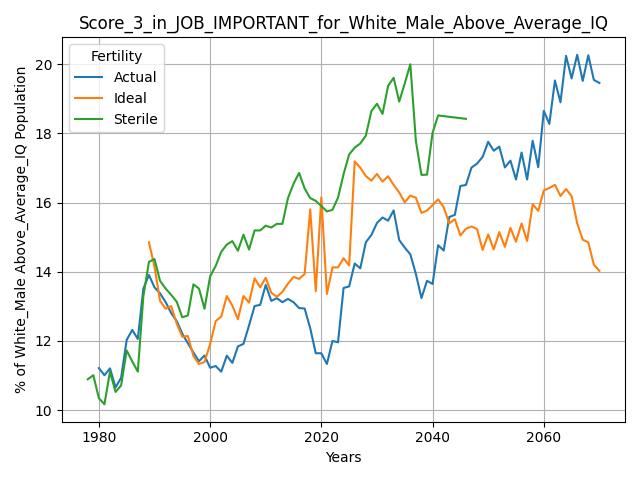 Score_3_in_JOB_IMPORTANT_for_White_Male_Above_Average_IQ
Fertility
Actual
Ideal
Sterile
% of White_Male Above_Average_IQ Population
20
18
16
14
12
10
1980
2000
2020
2040
2060
Years